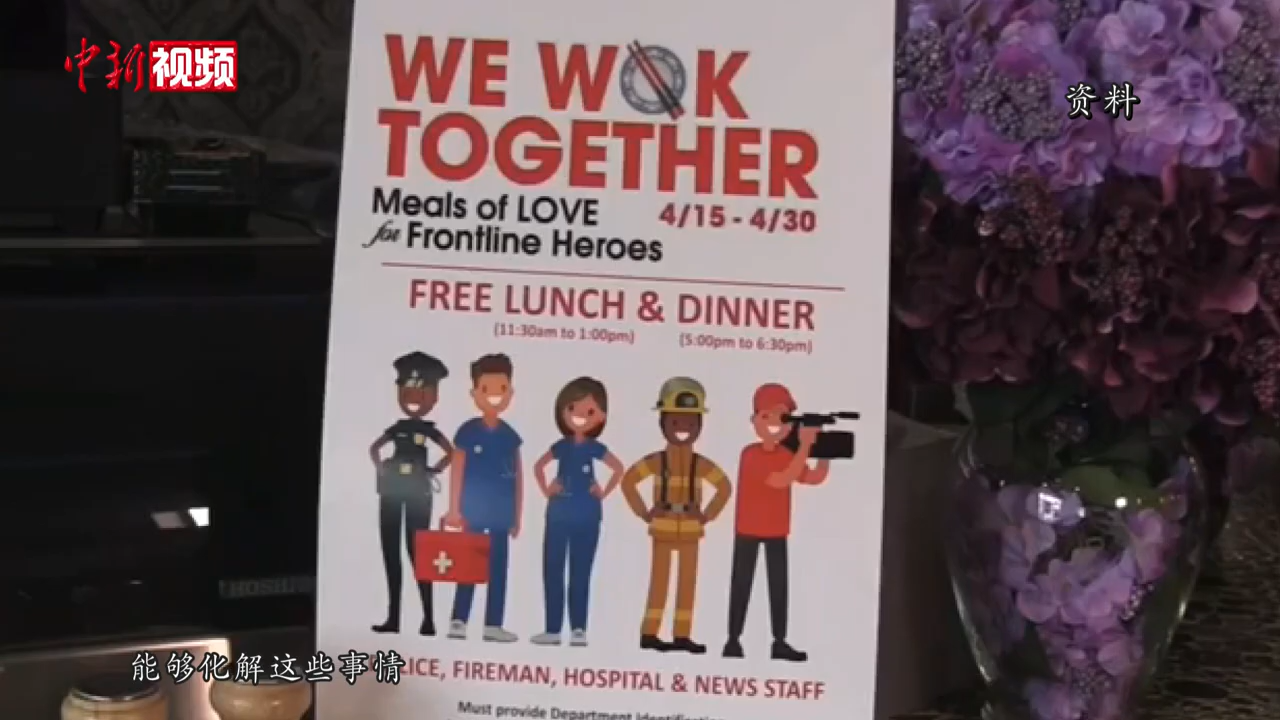 中新视频
资料
WE WOK
TOGETHER
Meals of LOVE
for Frontline Heroes
4/15 - 4/30
FREE LUNCH & DINNER
(11:30am to 1:00pm) (5:00pm to 6:30pm)
能够化解这些事情
FIREMAN, HOSPITAL & NEWS STAFF
Must provide Department